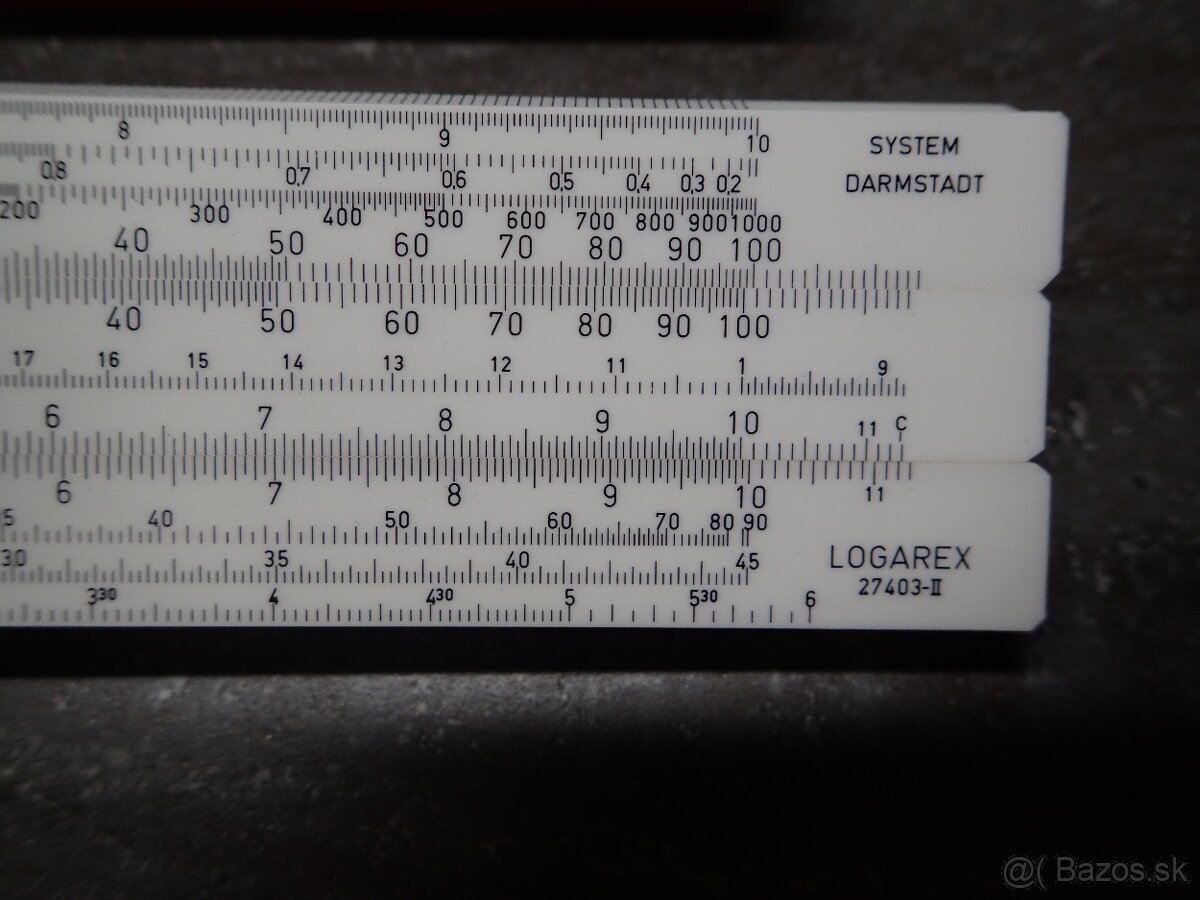 8 9 10
SYSTEM
DARMSTADT
0,8 0,7 0,6 0,5 0,4 0,3 0,2
200 300 400 500 600 700 800 900 1000
40 50 60 70 80 90 100
40 50 60 70 80 90 100
17 16 15 14 13 12 11 1 9
6 7 8 9 10 11 C
6 7 8 9 10 11
5 40 50 60 70 80 90
30 35 40 45
LOGAREX
27403-II
3³⁰ 4 4³⁰ 5 5³⁰ 6
@( Bazos.sk